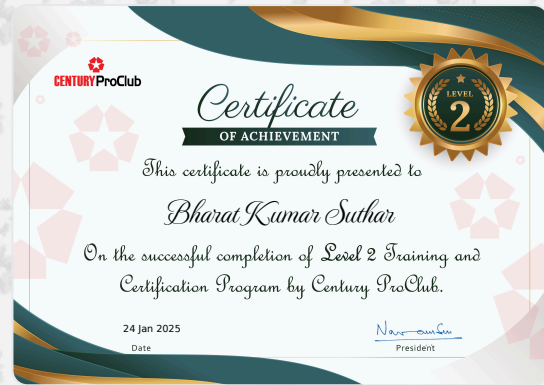 CENTURY ProClub
Certificate
OF ACHIEVEMENT
LEVEL
2
This certificate is proudly presented to
Bharat Kumar Suthar
On the successful completion of Level 2 Training and
Certification Program by Century ProClub.
24 Jan 2025
Date
President